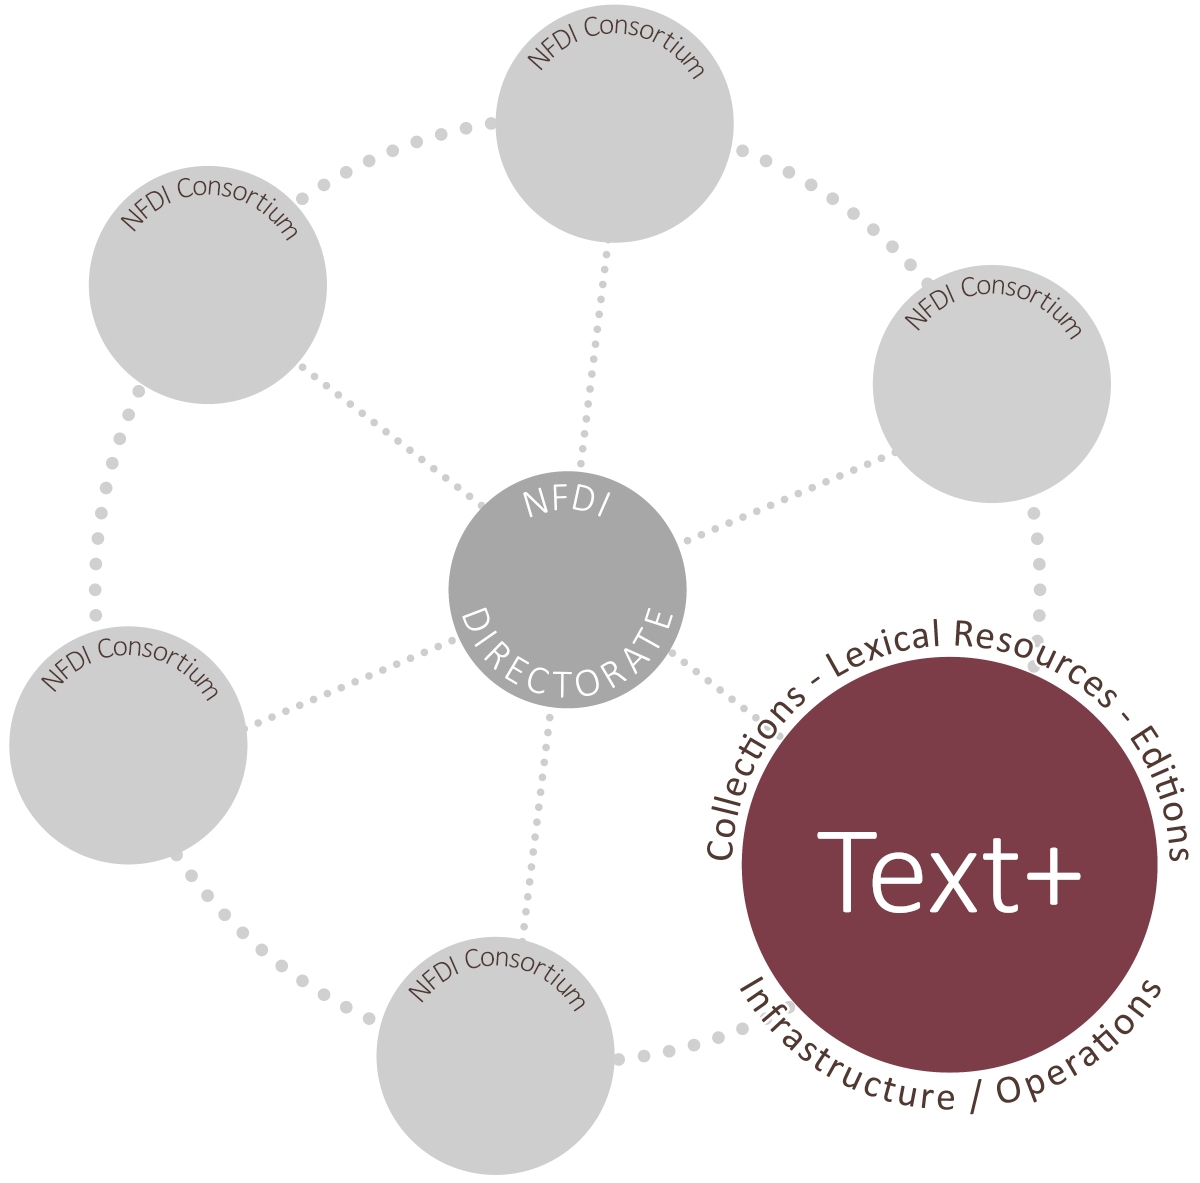 NFDI Consortium
NFDI Consortium
NFDI Consortium
NFDI
DIRECTORATE
Collections - Lexical Resources - Editions
NFDI Consortium
Text+
NFDI Consortium
Infrastructure / Operations